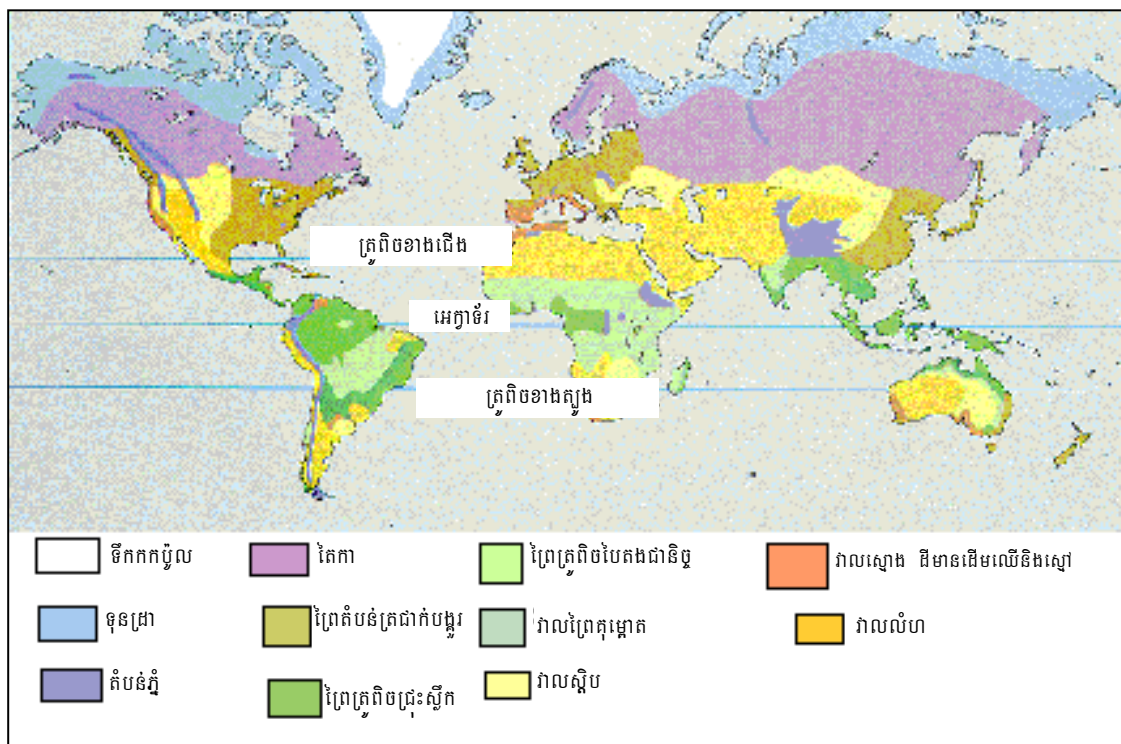 ត្រូពិចខាងជើង
អេក្វាទ័រ
ត្រូពិចខាងត្បូង
ទឹកកកប៉ូល
តៃកា
ព្រៃត្រូពិចបៃតងជានិច្ច
វាលស្មោង ដីមានដើមឈើនិងស្មៅ
ទុនដ្រា
ព្រៃតំបន់ត្រជាក់បង្គួរ
វាលព្រៃគុម្ពោត
វាលលំហ
តំបន់ភ្នំ
ព្រៃត្រូពិចជ្រុះស្លឹក
វាលស្តិប